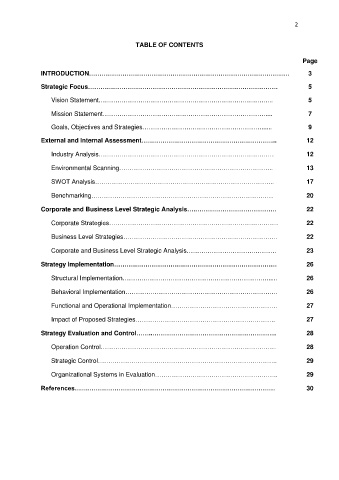 2
TABLE OF CONTENTS
Page
INTRODUCTION……………………………………………………………………………… 3
Strategic Focus………………………………………………………………………………. 5
Vision Statement……………………………………………………………………… 5
Mission Statement…………………………………………………………………... 7
Goals, Objectives and Strategies………………………………………………….... 9
External and Internal Assessment……………………………………………………….. 12
Industry Analysis……………………………………………………………………… 12
Environmental Scanning……………………………………………………………… 13
SWOT Analysis………………………………………………………………………. 17
Benchmarking………………………………………………………………………… 20
Corporate and Business Level Strategic Analysis……………………………………… 22
Corporate Strategies…………………………………………………………………… 22
Business Level Strategies……………………………………………………………… 22
Corporate and Business Level Strategic Analysis……………………………………… 23
Strategy Implementation…………………………………………………………………… 26
Structural Implementation……………………………………………………………… 26
Behavioral Implementation…………………………………………………………… 26
Functional and Operational Implementation…………………………………………… 27
Impact of Proposed Strategies………………………………………………………….. 27
Strategy Evaluation and Control………………………………………………………… 28
Operation Control……………………………………………………………………… 28
Strategic Control……………………………………………………………………….. 29
Organizational Systems in Evaluation………………………………………………….. 29
References…………………………………………………………………………………… 30